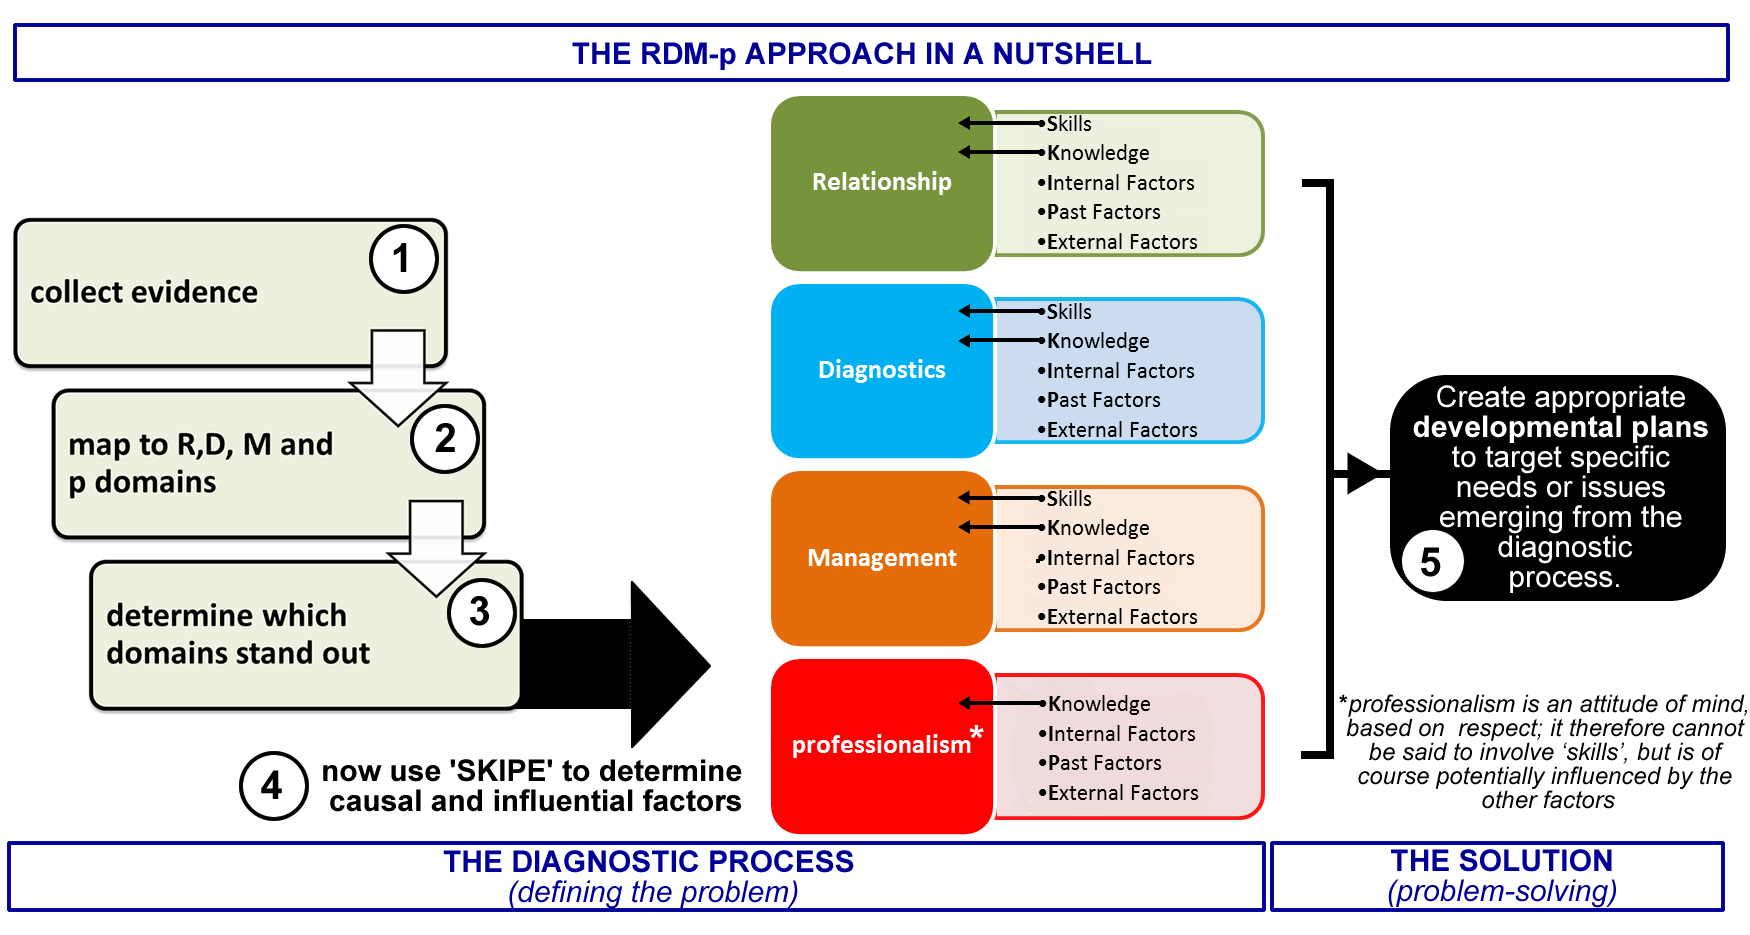 THE RDM-p APPROACH IN A NUTSHELL
1
collect evidence
2
map to R,D, M and
p domains
3
determine which
domains stand out
4
now use 'SKIPE' to determine
causal and influential factors
Relationship
•Skills
•Knowledge
•Internal Factors
•Past Factors
•External Factors
Diagnostics
•Skills
•Knowledge
•Internal Factors
•Past Factors
•External Factors
Management
•Skills
•Knowledge
•Internal Factors
•Past Factors
•External Factors
professionalism*
•Knowledge
•Internal Factors
•Past Factors
•External Factors
Create appropriate
developmental plans
to target specific
needs or issues
emerging from the
diagnostic
process.
5
*professionalism is an attitude of mind,
based on respect; it therefore cannot
be said to involve ‘skills’, but is of
course potentially influenced by the
other factors
THE DIAGNOSTIC PROCESS
(defining the problem)
THE SOLUTION
(problem-solving)